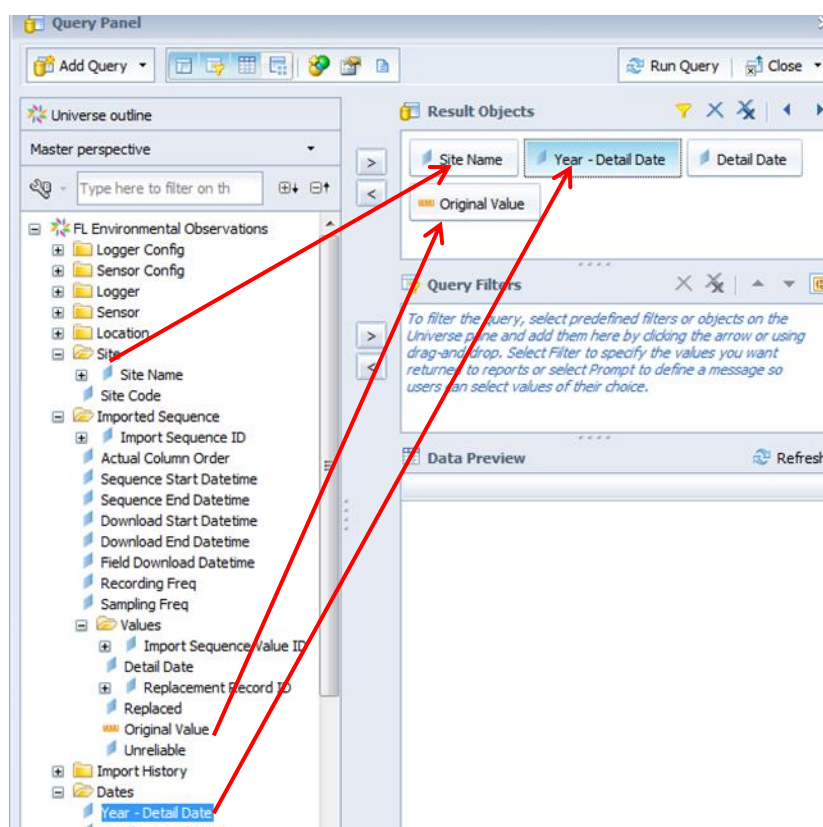 Query Panel
Add Query
Run Query
Close
Universe outline
Master perspective
Type here to filter on th
FL Environmental Observations
Logger Config
Sensor Config
Logger
Sensor
Location
Site
Site Name
Site Code
Imported Sequence
Import Sequence ID
Actual Column Order
Sequence Start Datetime
Sequence End Datetime
Download Start Datetime
Download End Datetime
Field Download Datetime
Recording Freq
Sampling Freq
Values
Import Sequence Value ID
Detail Date
Replacement Record ID
Replaced
Original Value
Unreliable
Import History
Dates
Year - Detail Date
Result Objects
Site Name
Year - Detail Date
Detail Date
Original Value
Query Filters
To filter the query, select predefined filters or objects on the
Universe pane and add them here by clicking the arrow or using
drag-and-drop. Select Filter to specify the values you want
returned to reports or select Prompt to define a message so
users can select values of their choice.
Data Preview
Refresh